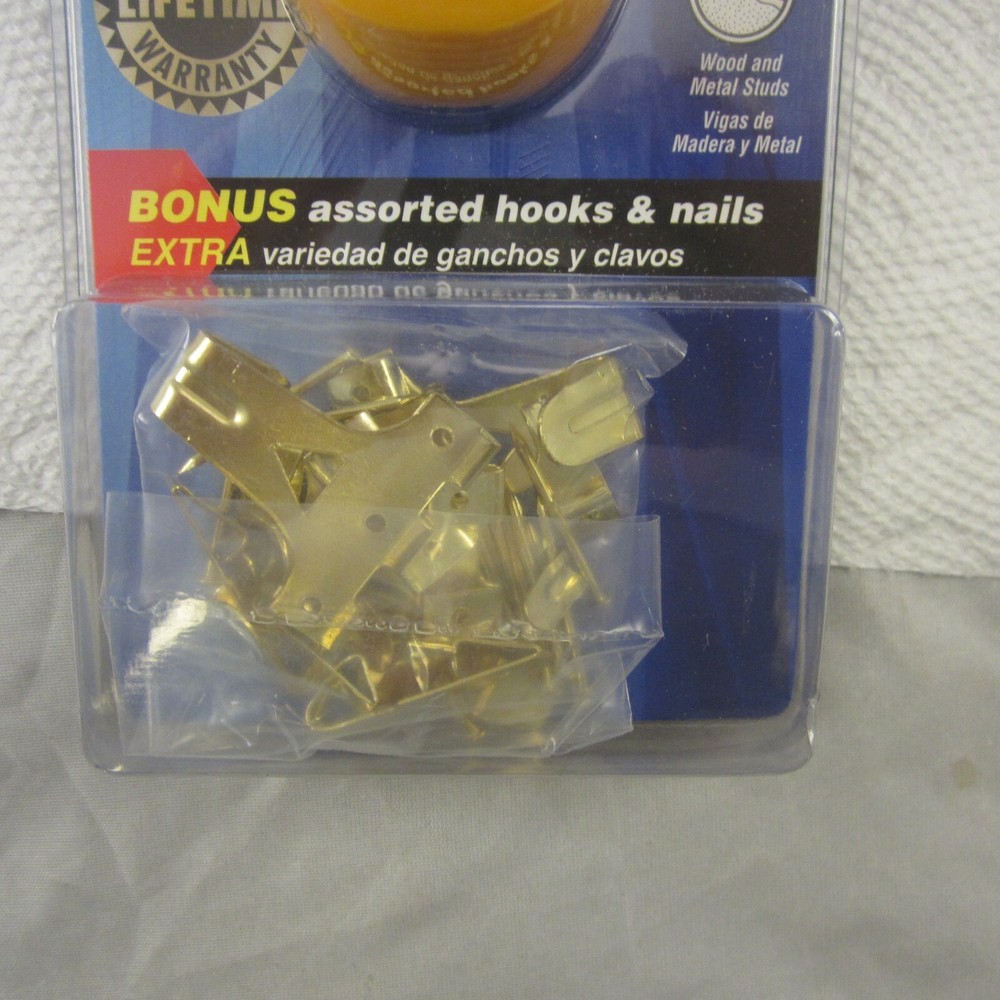 LIFETIME
WARRANTY
Wood and
Metal Studs
Vigas de
Madera y Metal
BONUS assorted hooks & nails
EXTRA variedad de ganchos y clavos